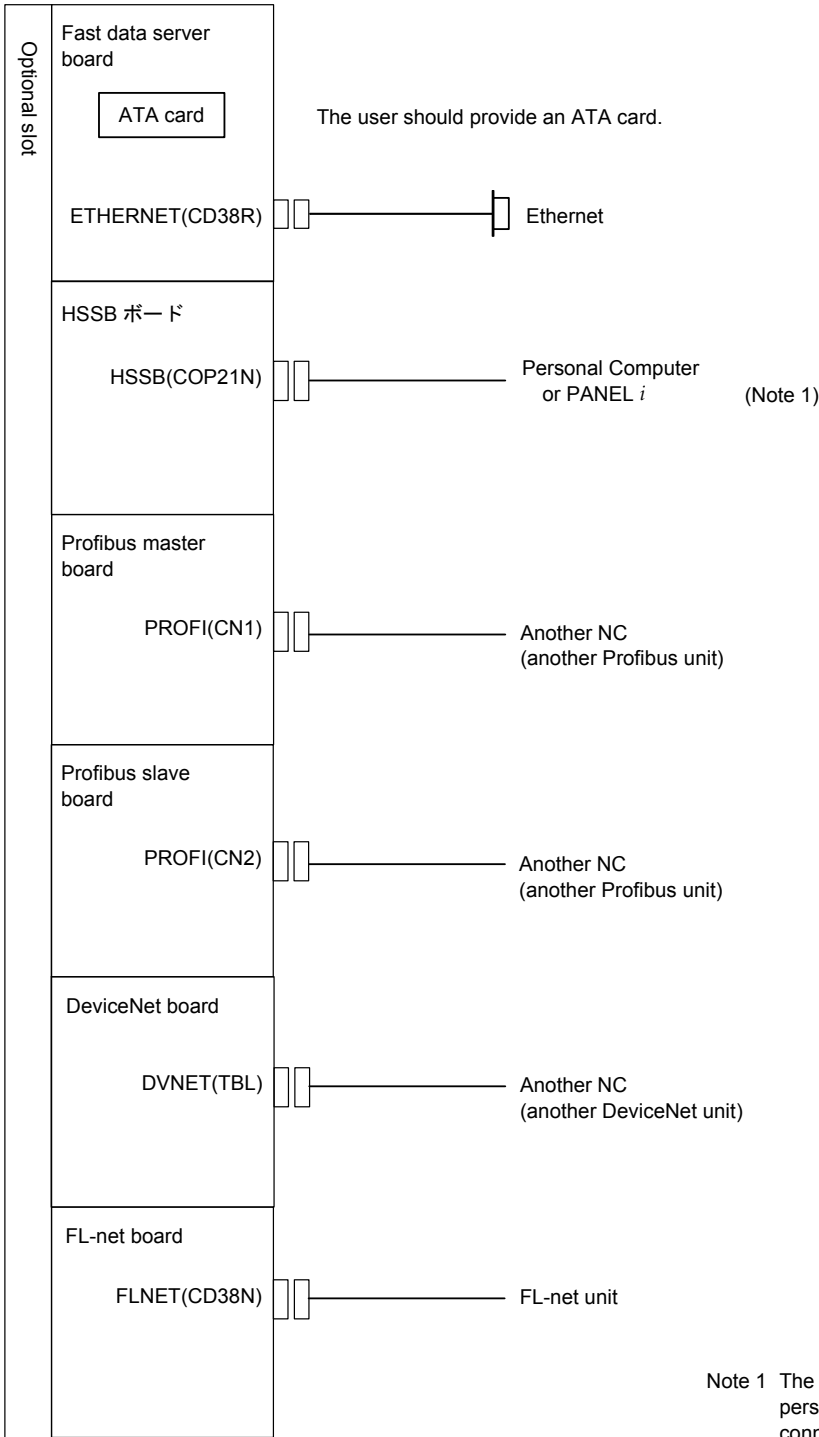 Optional slot
Fast data server
board
ATA card
The user should provide an ATA card.
ETHERNET(CD38R)
Ethernet
HSSB ボード
HSSB(COP21N)
Personal Computer
or PANEL i
(Note 1)
Profibus master
board
PROFI(CN1)
Another NC
(another Profibus unit)
Profibus slave
board
PROFI(CN2)
Another NC
(another Profibus unit)
DeviceNet board
DVNET(TBL)
Another NC
(another DeviceNet unit)
FL-net board
FLNET(CD38N)
FL-net unit
Note 1 The